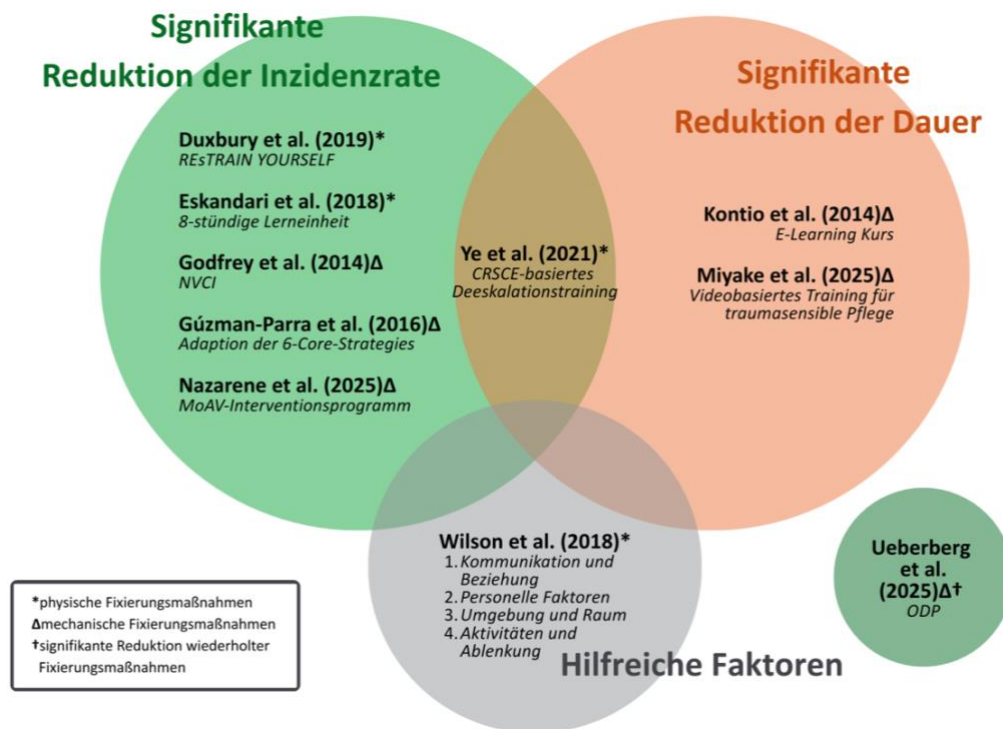 Signifikante
Reduktion der Inzidenzrate
Signifikante
Reduktion der Dauer
Duxbury et al. (2019)*
REsTRAIN YOURSELF
Eskandari et al. (2018)*
8-stündige Lerneinheit
Godfrey et al. (2014)Δ
NVCI
Gúzman-Parra et al. (2016)Δ
Adaption der 6-Core-Strategies
Nazarene et al. (2025)Δ
MoAV-Interventionsprogramm
Ye et al. (2021)*
CRSCE-basiertes
Deeskalationstraining
Kontio et al. (2014)Δ
E-Learning Kurs
Miyake et al. (2025)Δ
Videobasiertes Training für
traumasensible Pflege
Wilson et al. (2018)*
1. Kommunikation und
Beziehung
2. Personelle Faktoren
3. Umgebung und Raum
4. Aktivitäten und
Ablenkung
Hilfreiche Faktoren
Ueberberg
et al.
(2025)Δ†
ODP
*physische Fixierungsmaßnahmen
Δmechanische Fixierungsmaßnahmen
†signifikante Reduktion wiederholter
Fixierungsmaßnahmen